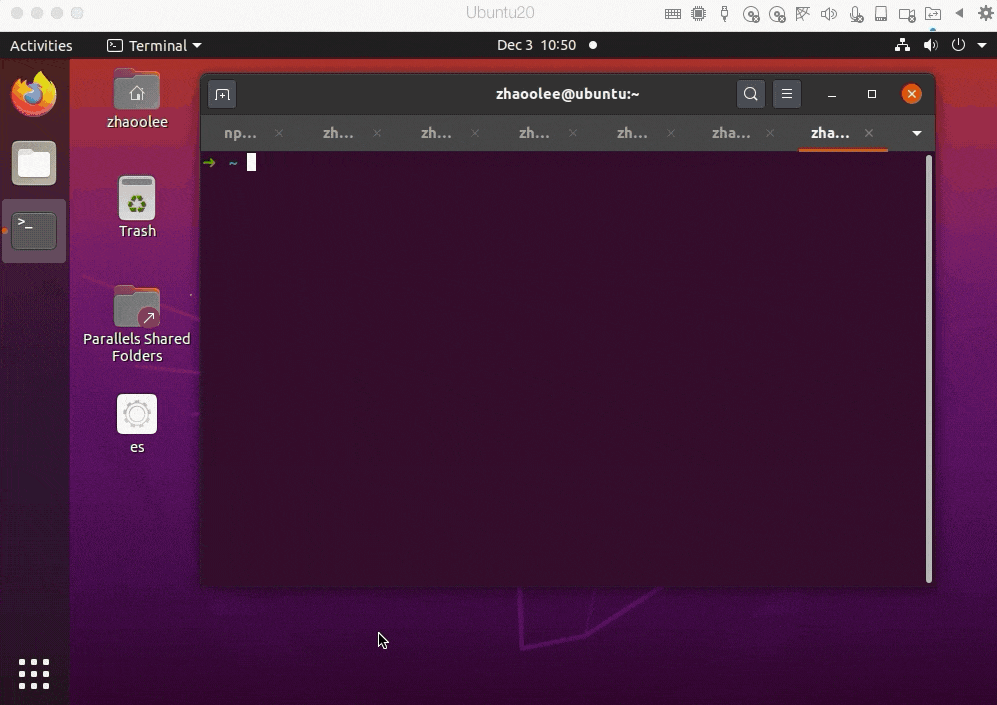 Ubuntu20
Activities
Terminal
Dec 3 10:50
zhaoolee@ubuntu:~
np...
zh...
zh...
zh...
zh...
zha...
zha...
→ ~
>_
zhaoolee
Trash
Parallels Shared
Folders
es